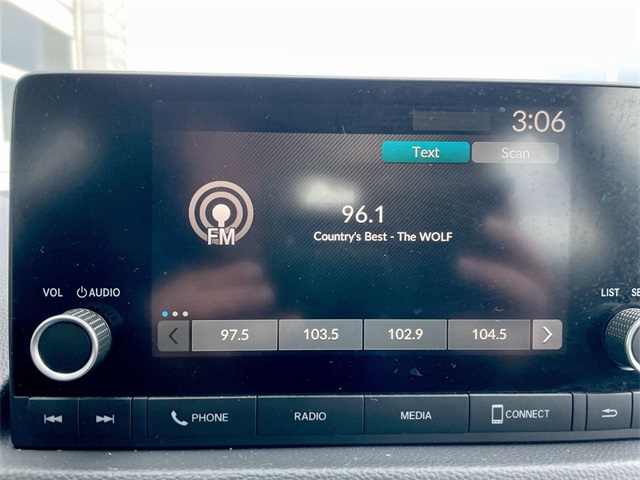 3:06
Text Scan
96.1
FM
Country's Best - The WOLF
VOL AUDIO
LIST
97.5 103.5 102.9 104.5
PHONE RADIO MEDIA CONNECT